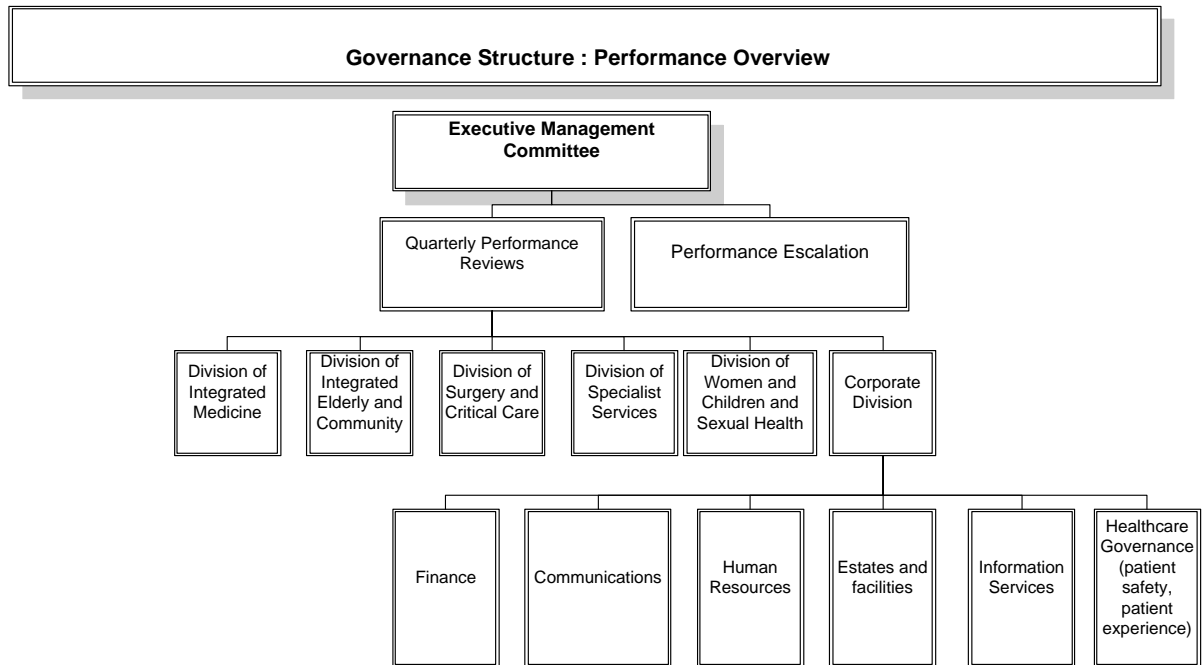 Governance Structure : Performance Overview
Executive Management
Committee
Quarterly Performance
Reviews
Performance Escalation
Division of
Integrated
Medicine
Division of
Integrated
Elderly and
Community
Division of
Surgery and
Critical Care
Division of
Specialist
Services
Division of
Women and
Children and
Sexual Health
Corporate
Division
Finance
Communications
Human
Resources
Estates and
facilities
Information
Services
Healthcare
Governance
(patient
safety,
patient
experience)